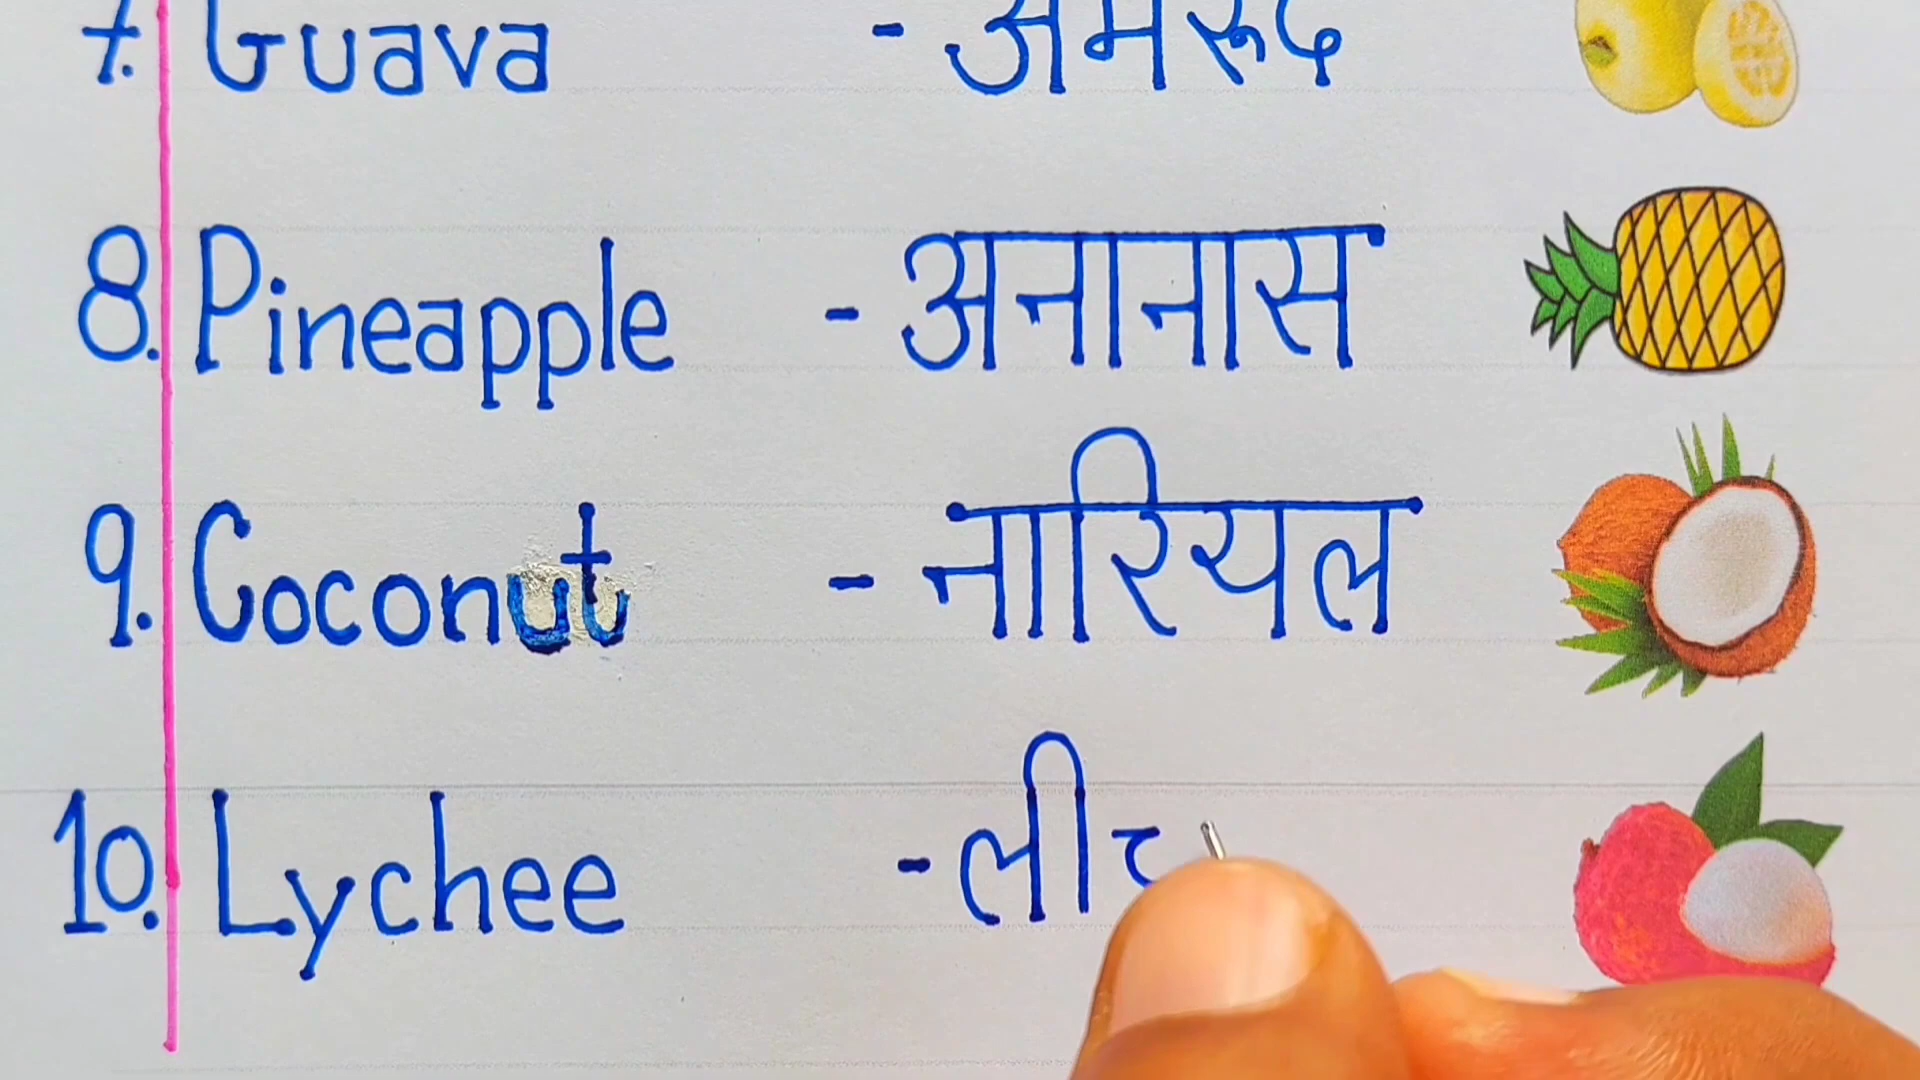 7. Guava - अमरूद
8. Pineapple - अनानास
9. Coconut - नारियल
10. Lychee - ली